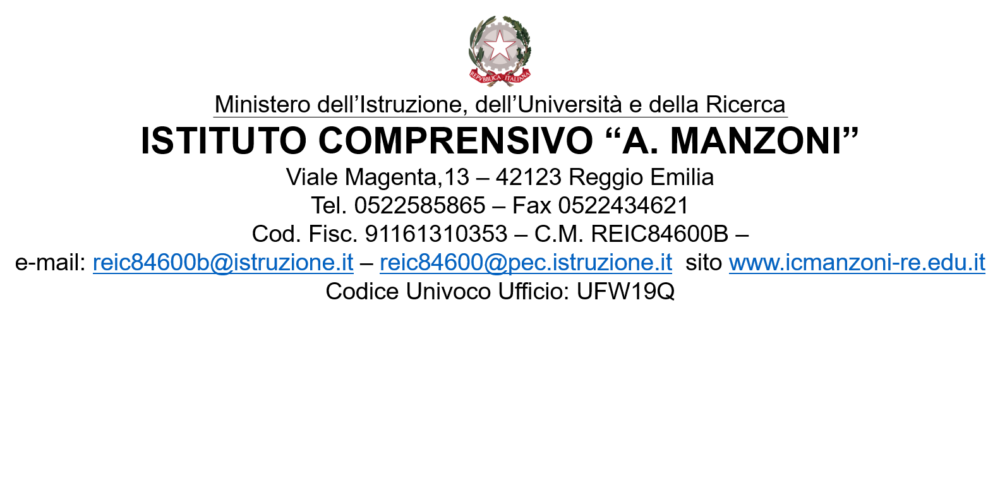 REPVBBLICA ITALIANA
Ministero dell’Istruzione, dell’Università e della Ricerca
ISTITUTO COMPRENSIVO “A. MANZONI”
Viale Magenta,13 – 42123 Reggio Emilia
Tel. 0522585865 – Fax 0522434621
Cod. Fisc. 91161310353 – C.M. REIC84600B –
e-mail: reic84600b@istruzione.it – reic84600@pec.istruzione.it  sito www.icmanzoni-re.edu.it
Codice Univoco Ufficio: UFW19Q